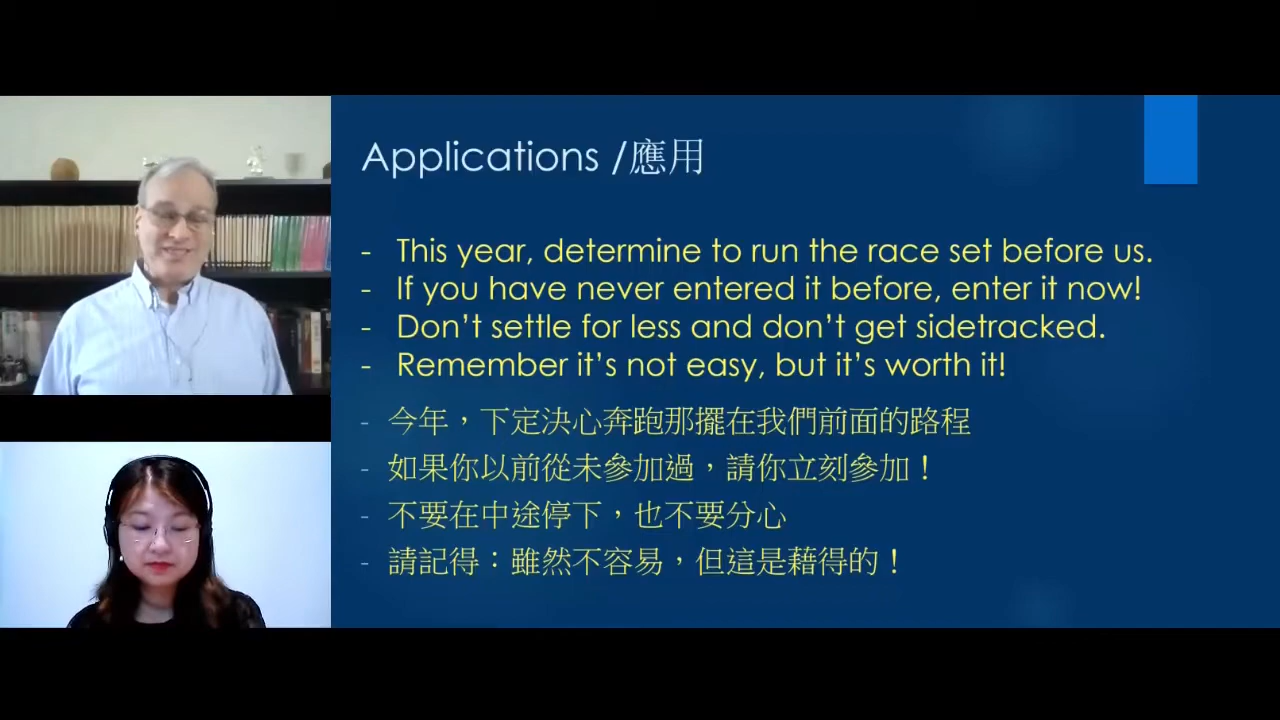 Applications /應用
- This year, determine to run the race set before us.
- If you have never entered it before, enter it now!
- Don't settle for less and don't get sidetracked.
- Remember it's not easy, but it's worth it!
- 今年，下定決心奔跑那擺在我們前面的路程
- 如果你以前從未參加過，請你立刻參加！
- 不要在中途停下，也不要分心
- 請記得：雖然不容易，但這是藉得的！